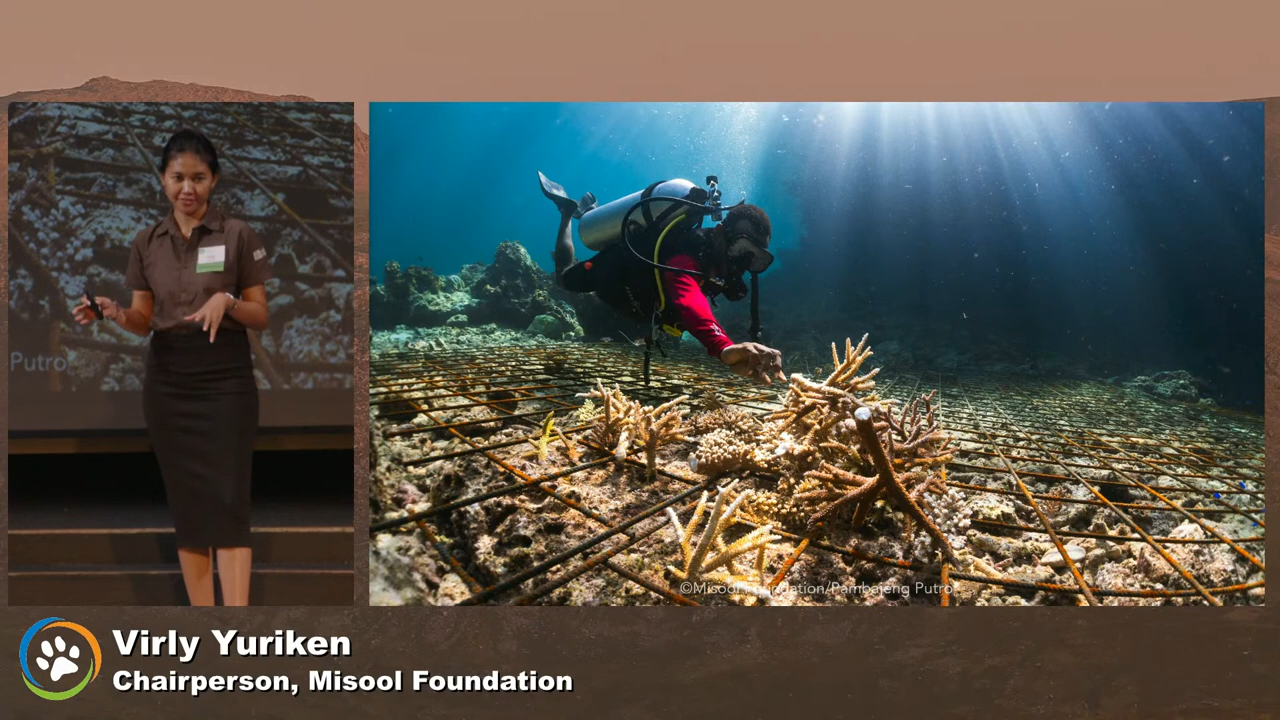 Putro
©Misool Foundation/Pambajeng Putro
Virly Yuriken
Chairperson, Misool Foundation